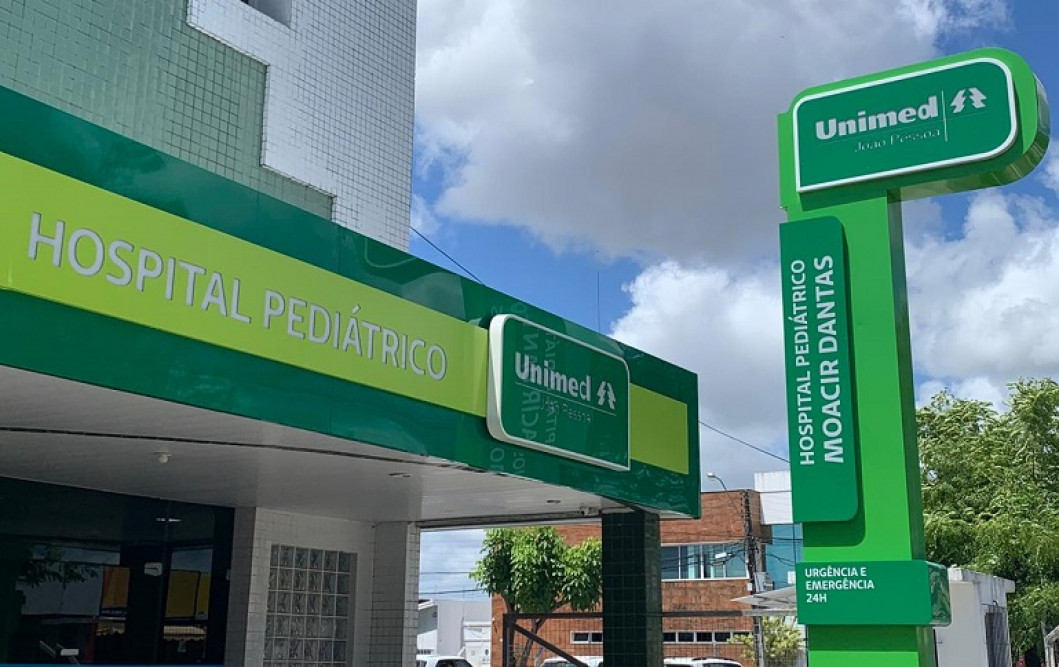 HOSPITAL PEDIÁTRICO
Unimed
João Pessoa
Unimed
João Pessoa
HOSPITAL PEDIÁTRICO
MOACIR DANTAS
URGÊNCIA E
EMERGÊNCIA
24H